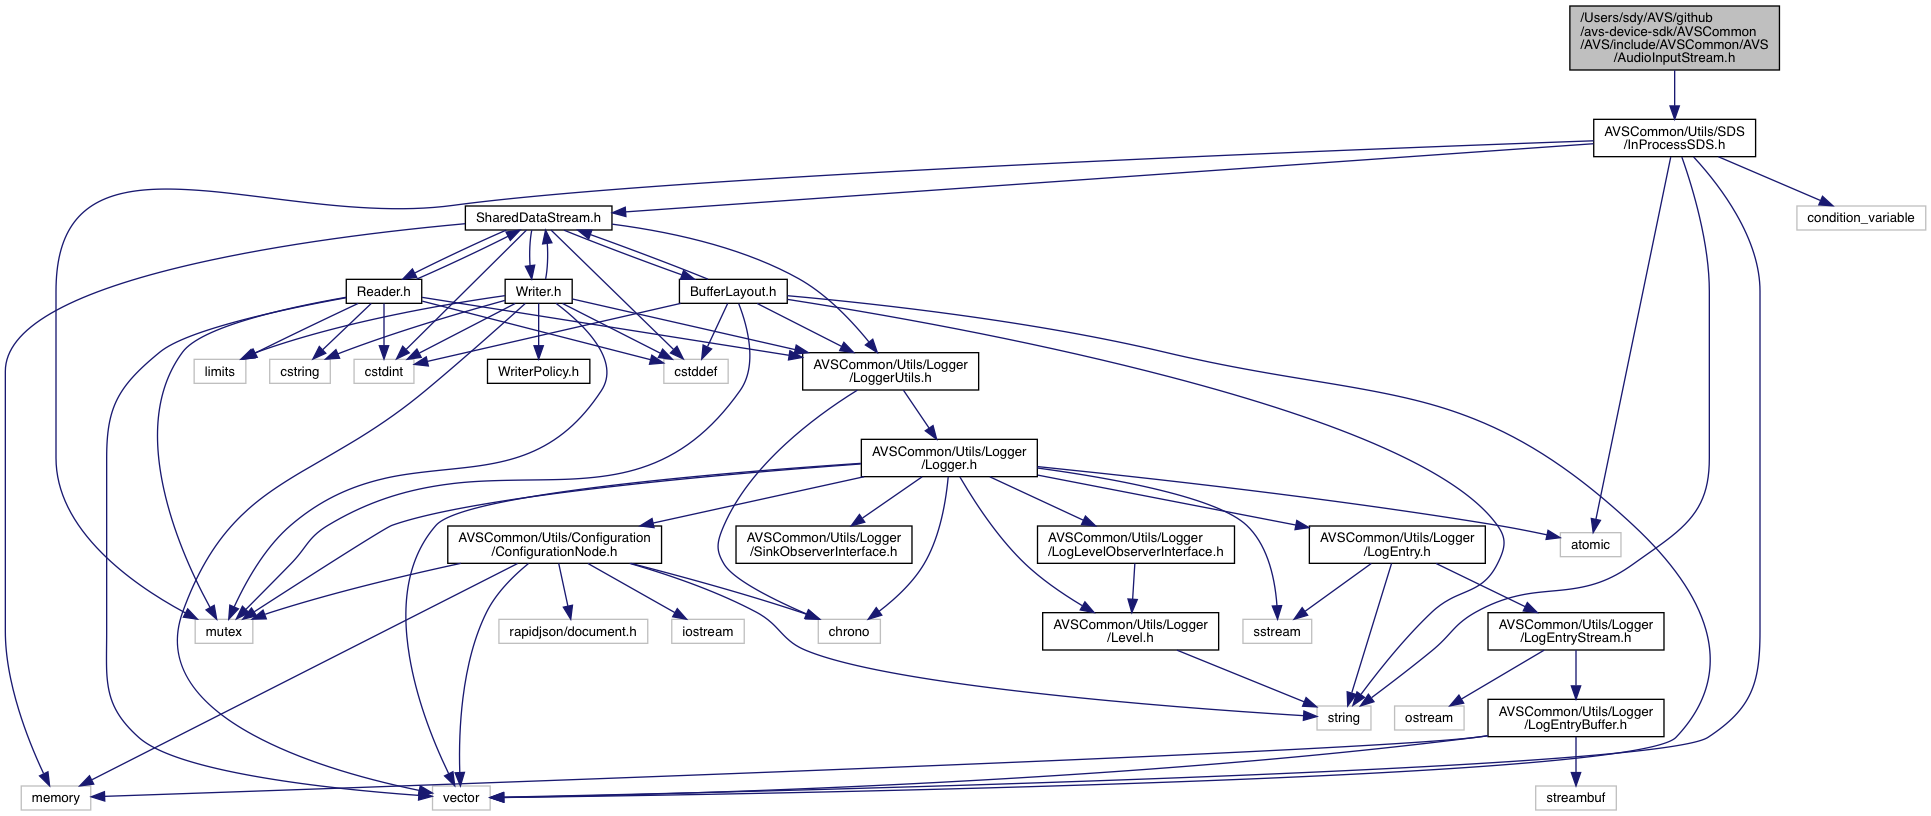 /Users/sdy/AVS/github
/avs-device-sdk/AVSCommon
/AVS/include/AVSCommon/AVS
/AudioInputStream.h
AVSCommon/Utils/SDS
/InProcessSDS.h
SharedDataStream.h
condition_variable
Reader.h
Writer.h
BufferLayout.h
limits
cstring
cstdint
WriterPolicy.h
cstddef
AVSCommon/Utils/Logger
/LoggerUtils.h
AVSCommon/Utils/Logger
/Logger.h
AVSCommon/Utils/Configuration
/ConfigurationNode.h
AVSCommon/Utils/Logger
/SinkObserverInterface.h
AVSCommon/Utils/Logger
/LogLevelObserverInterface.h
AVSCommon/Utils/Logger
/LogEntry.h
atomic
mutex
rapidjson/document.h
iostream
chrono
AVSCommon/Utils/Logger
/Level.h
sstream
AVSCommon/Utils/Logger
/LogEntryStream.h
string
ostream
AVSCommon/Utils/Logger
/LogEntryBuffer.h
memory
vector
streambuf